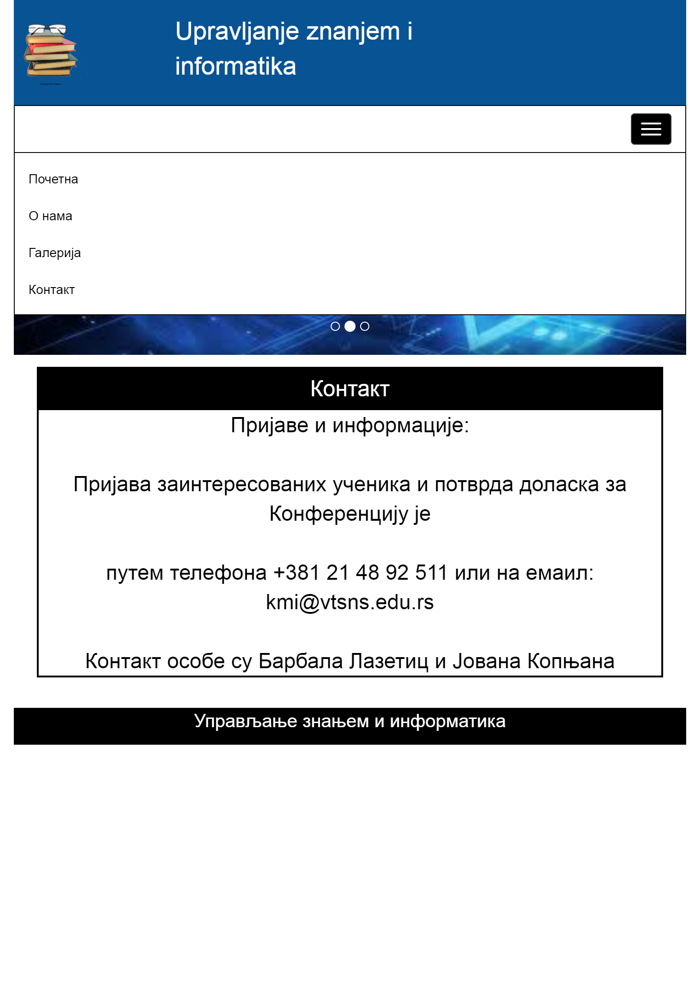 Upravljanje znanjem i
informatika
Почетна
О нама
Галерија
Контакт
Контакт
Пријаве и информације:
Пријава заинтересованих ученика и потврда доласка за
Конференцију је
путем телефона +381 21 48 92 511 или на емаил:
kmi@vtsns.edu.rs
Контакт особе су Барбала Лазетиц и Јована Копњана
Управљање знањем и информатика